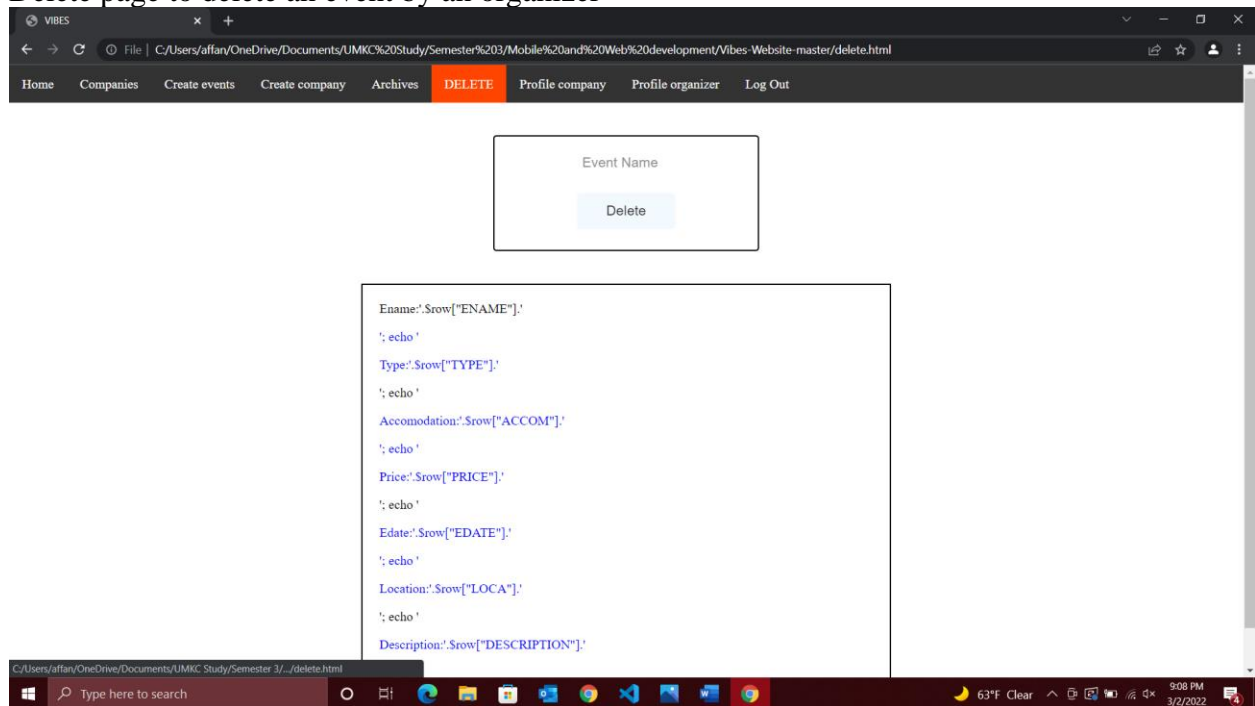 Delete page to delete an event by an organizer
VIBES
File | C:/Users/affan/OneDrive/Documents/UMKC%20Study/Semester%203/Mobile%20and%20Web%20development/Vibes-Website-master/delete.html
Home Companies Create events Create company Archives DELETE Profile company Profile organizer Log Out
Event Name
Delete
Ename:'.$row["ENAME"].'
'; echo '
Type:'.$row["TYPE"].'
'; echo '
Accomodation:'.$row["ACCOM"].'
'; echo '
Price:'.$row["PRICE"].'
'; echo '
Edate:'.$row["EDATE"].'
'; echo '
Location:'.$row["LOCA"].'
'; echo '
Description:'.$row["DESCRIPTION"].'
C:/Users/affan/OneDrive/Documents/UMKC Study/Semester 3/.../delete.html
Type here to search
63°F Clear
9:08 PM
3/2/2022
4